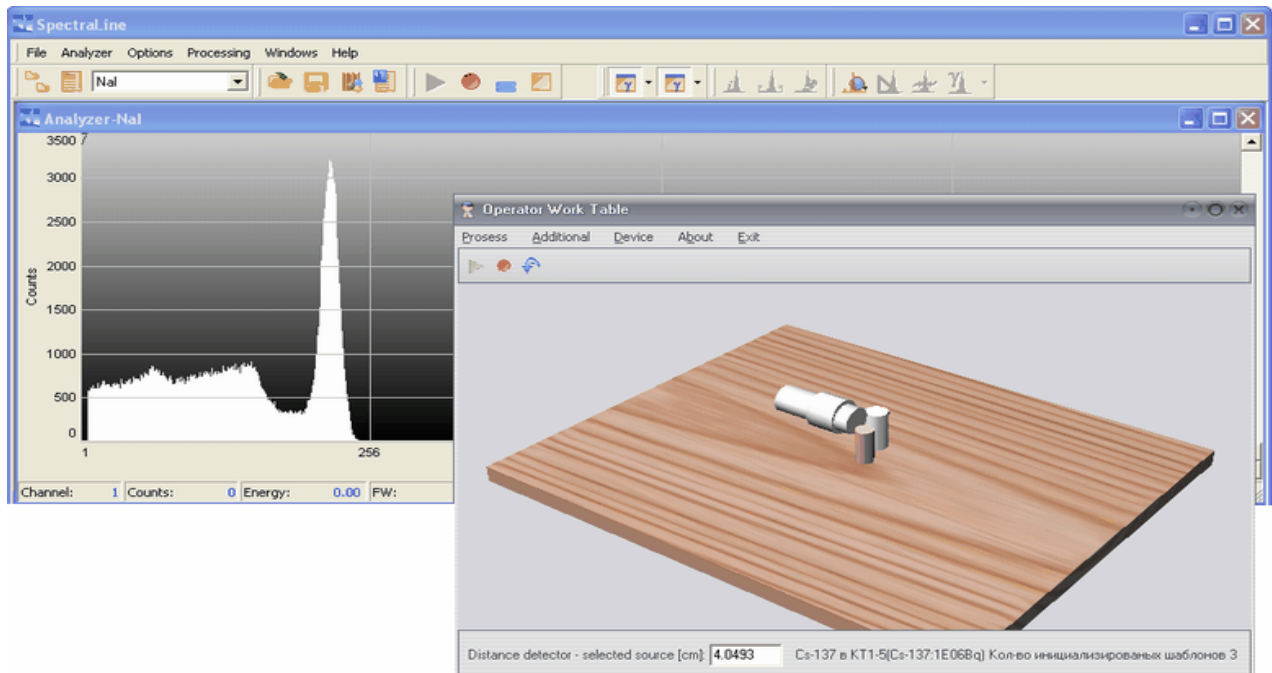 SpectraLine
File Analyzer Options Processing Windows Help
NaI
Analyzer-NaI
3500 7
3000
2500
2000
1500
1000
500
0
Counts
1 256
Channel: 1 Counts: 0 Energy: 0.00 FW:
Operator Work Table
Prosess Additional Device About Exit
Distance detector - selected source [cm]: 4.0493 Cs-137 в КТ1-5(Cs-137:1E06Bq) Кол-во инициализированых шаблонов 3